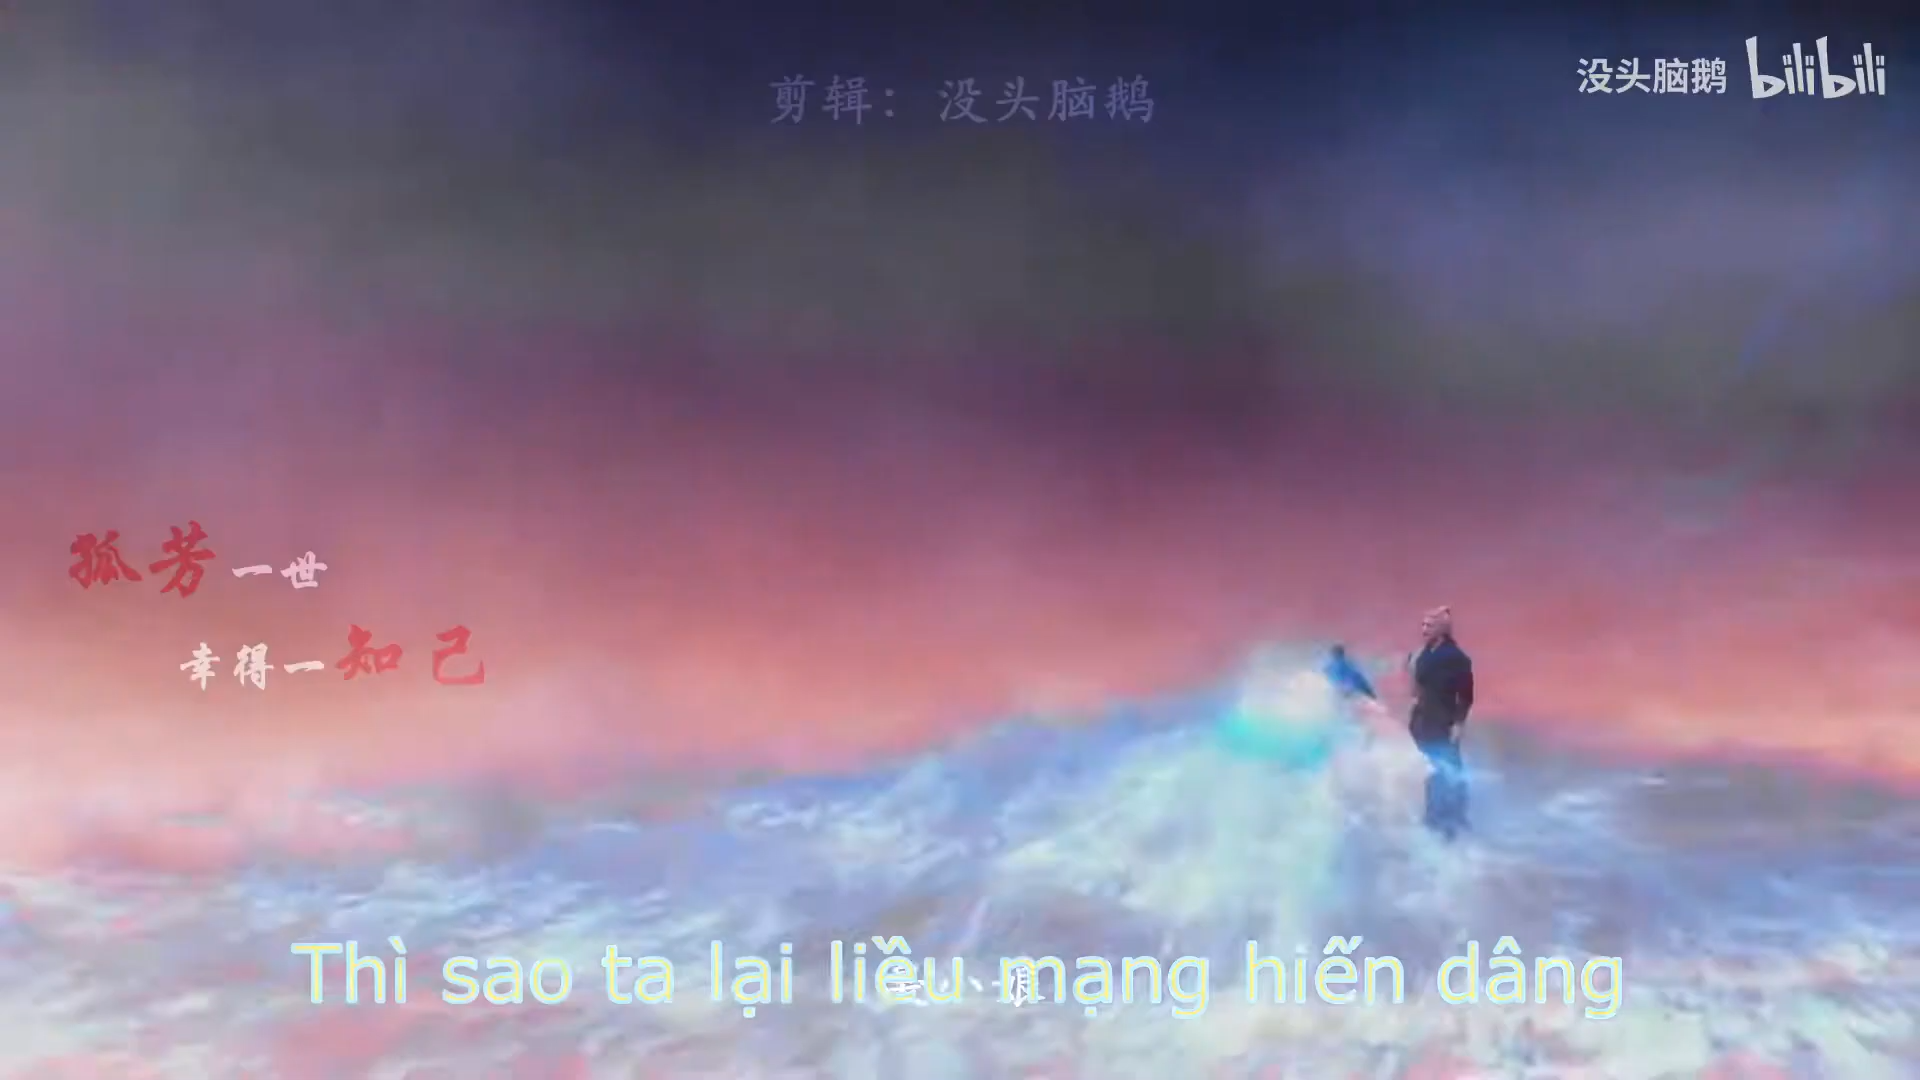 没头脑鹅 bilibili
剪辑：没头脑鹅
孤芳一世
幸得一知己
Thì sao ta lại liều mạng hiến dâng